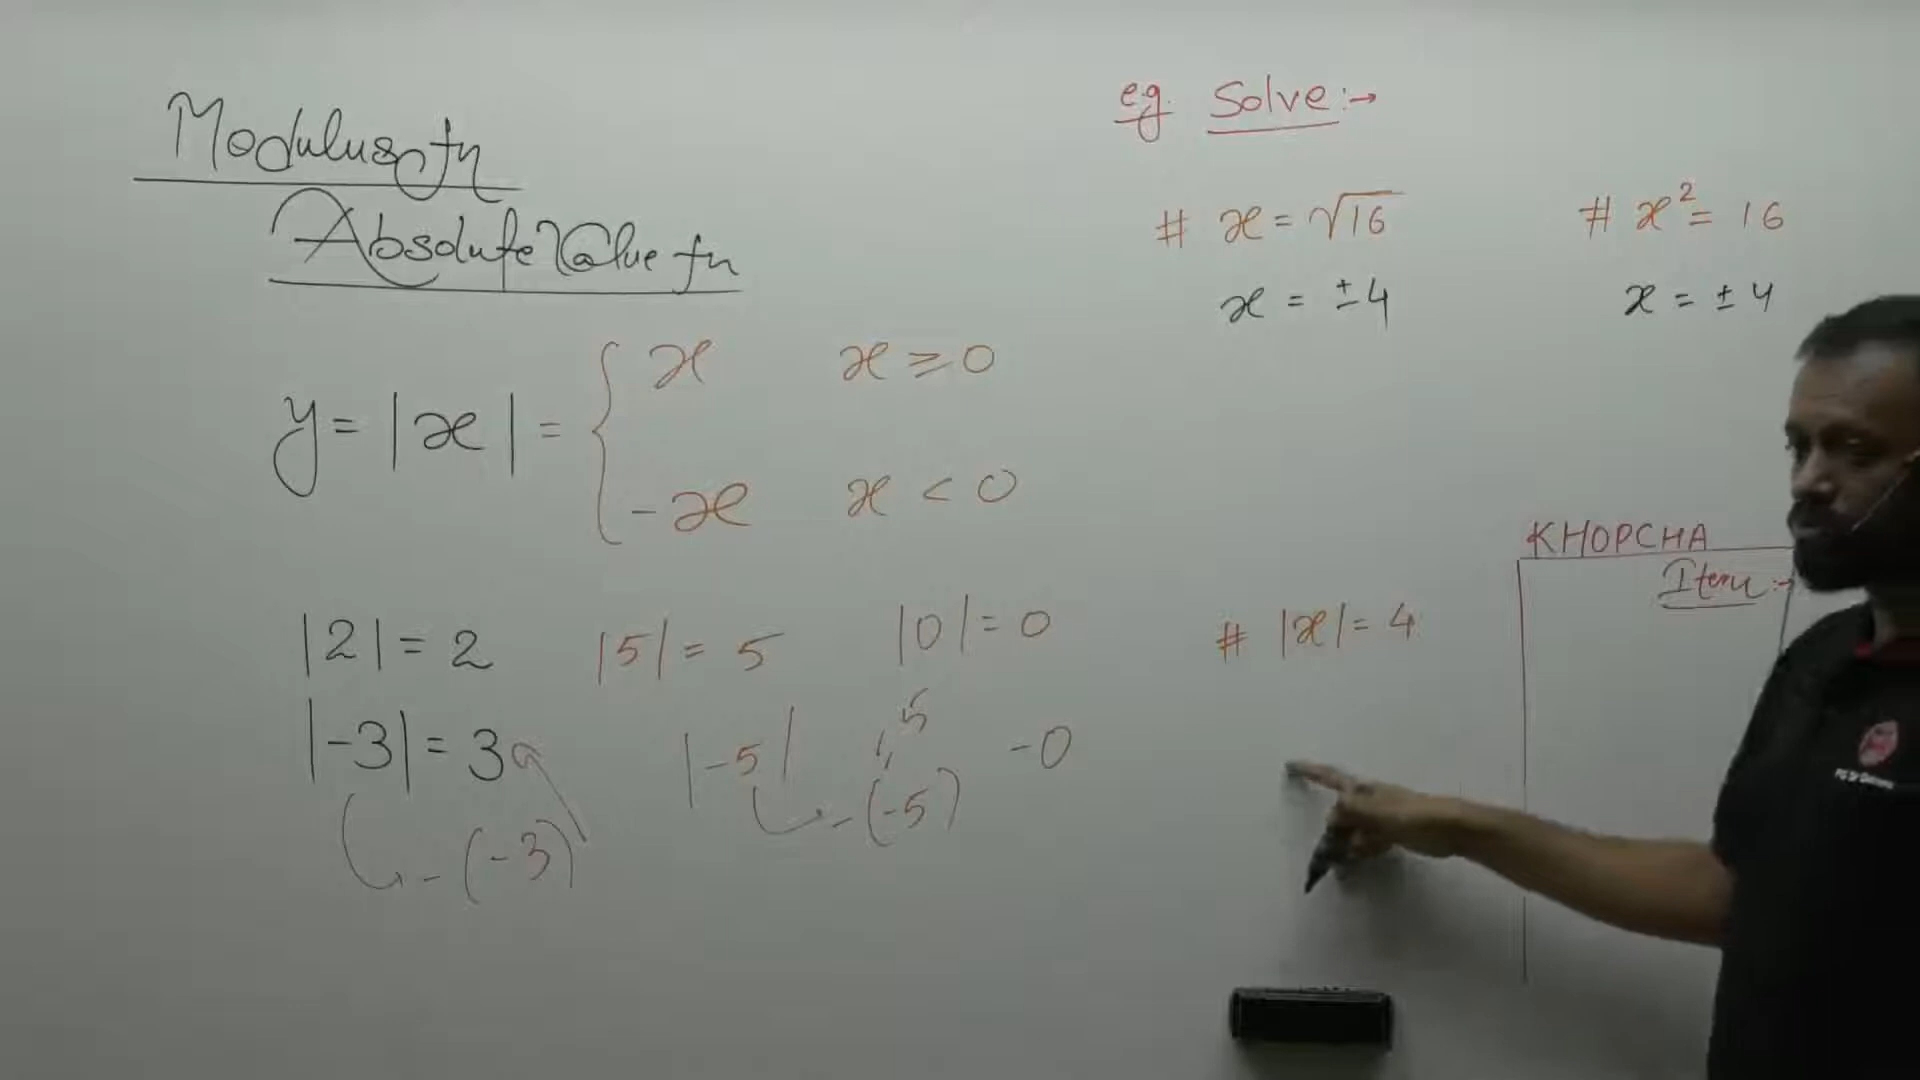 Modulus fn
Absolute Value fn
y = |x| = { x   x ≥ 0
-x   x < 0
|2| = 2   |5| = 5   |0| = 0
|-3| = 3   |-5|   5   -0
-(-3)   -(-5)
e.g. Solve :→
# x = √16   # x² = 16
x = ±4   x = ±4
# |x| = 4
KHOPCHA
Item :→